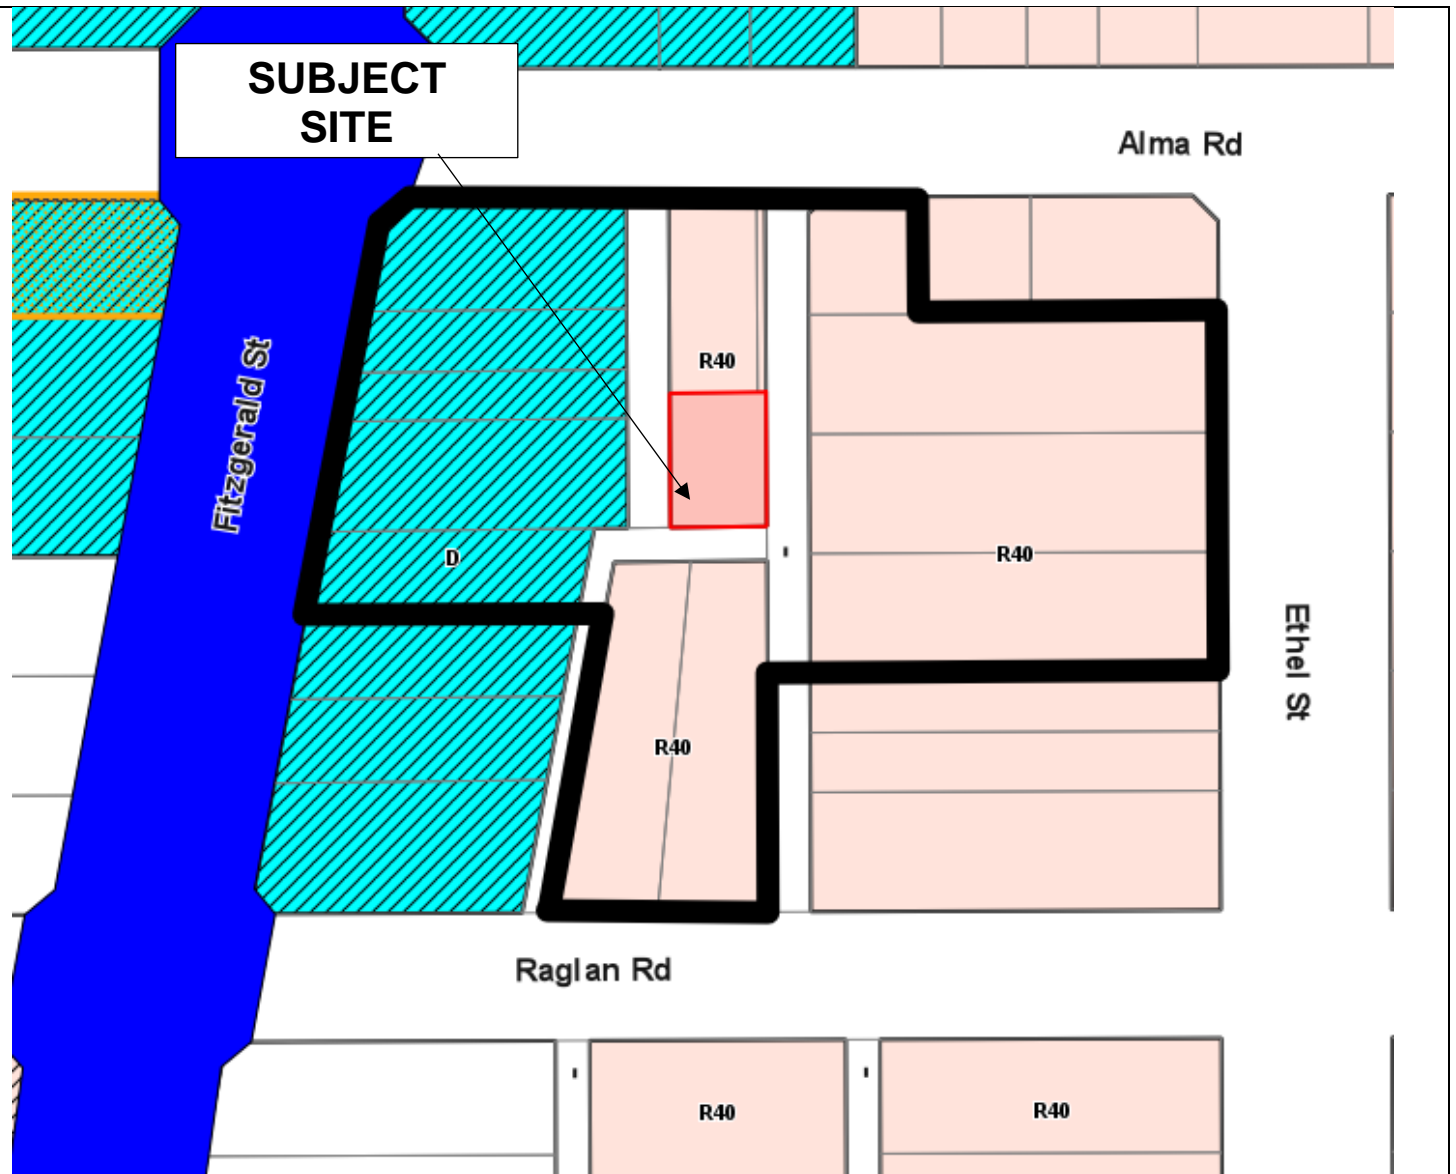 SUBJECT
SITE
Alma Rd
R40
Fitzgerald St
D
R40
Ethel St
R40
Raglan Rd
R40
R40